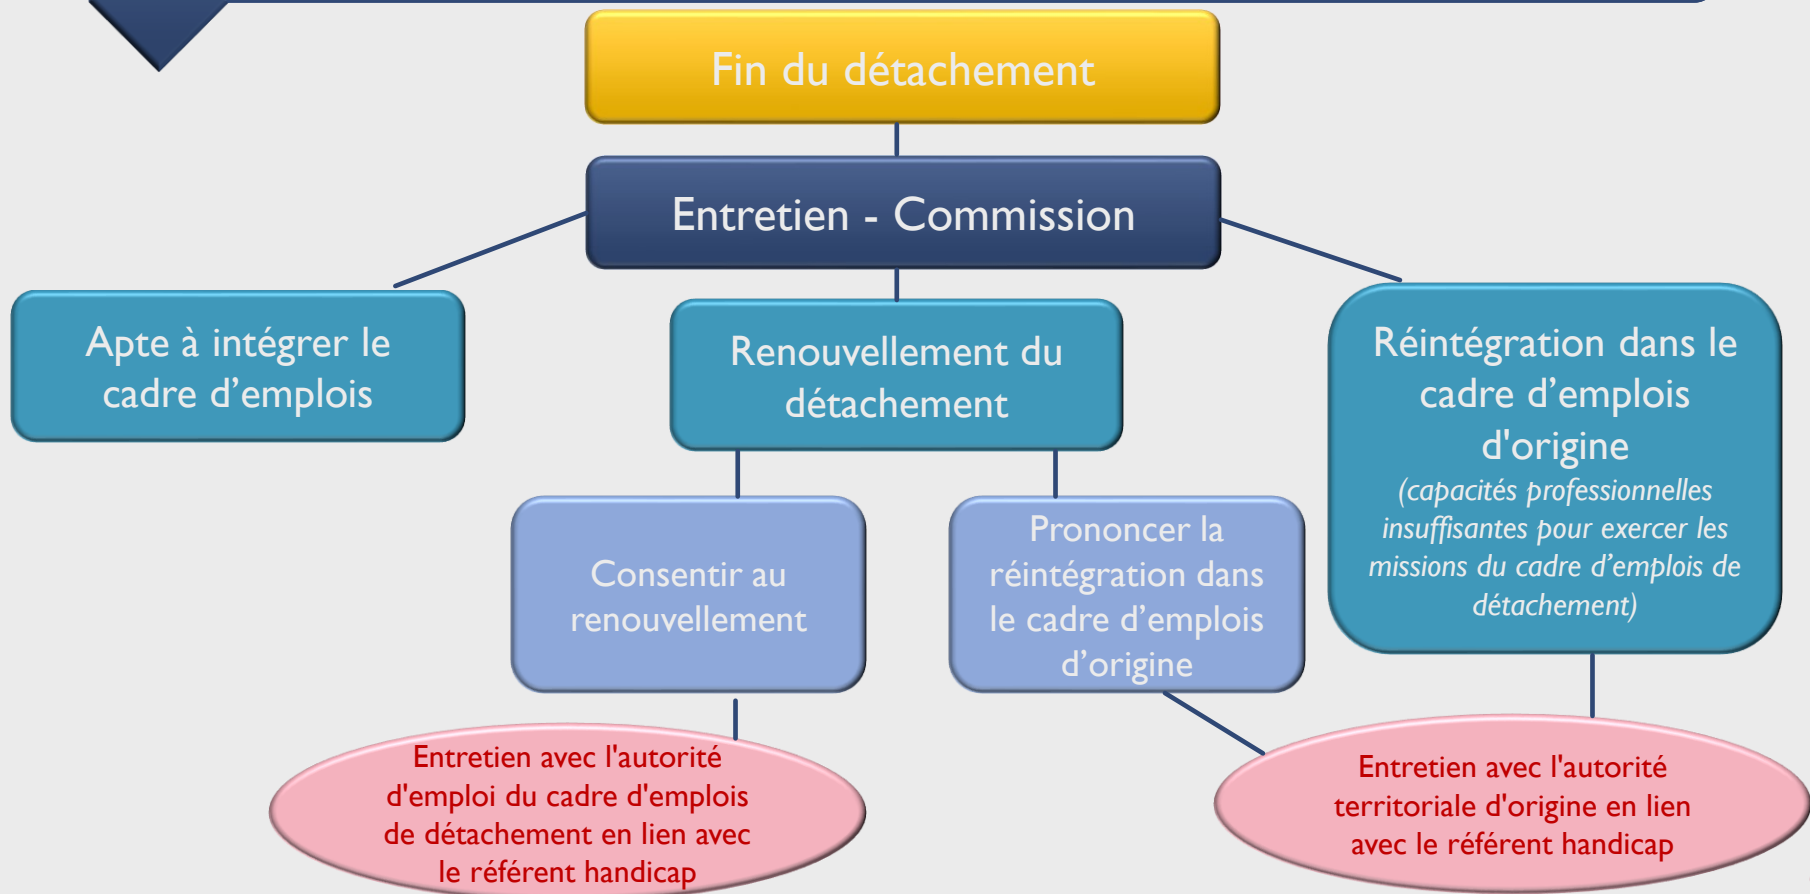 Fin du détachement
Entretien - Commission
Apte à intégrer le
cadre d’emplois
Renouvellement du
détachement
Réintégration dans le
cadre d’emplois
d'origine
(capacités professionnelles
insuffisantes pour exercer les
missions du cadre d’emplois de
détachement)
Consentir au
renouvellement
Prononcer la
réintégration dans
le cadre d’emplois
d’origine
Entretien avec l'autorité
d'emploi du cadre d'emplois
de détachement en lien avec
le référent handicap
Entretien avec l'autorité
territoriale d'origine en lien
avec le référent handicap